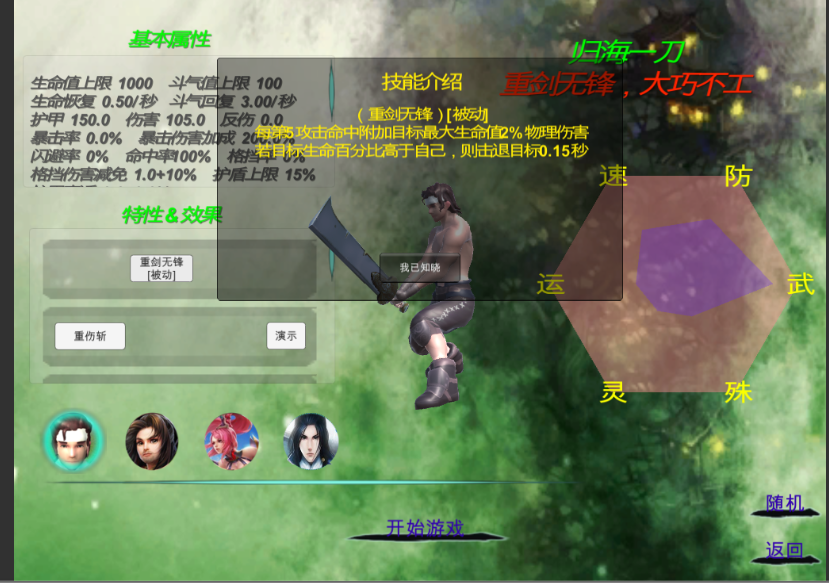 基本属性
生命值上限 1000 斗气值上限 100
生命恢复 0.50/秒 斗气回复 3.00/秒
护甲 150.0 伤害 105.0 反伤 0.0
暴击率 0.0% 暴击伤害加成
闪避率 0% 命中率100%
格挡伤害减免 1.0+10% 护盾上限 15%
归海一刀
重剑无锋，大巧不工
技能介绍
（重剑无锋）[被动]
每第5攻击命中附加目标最大生命值2%物理伤害
若目标生命百分比高于自己，则击退目标0.15秒
我已知晓
特性&效果
重剑无锋
[被动]
重伤斩 演示
速 防
运 武
灵 殊
开始游戏
随机
返回